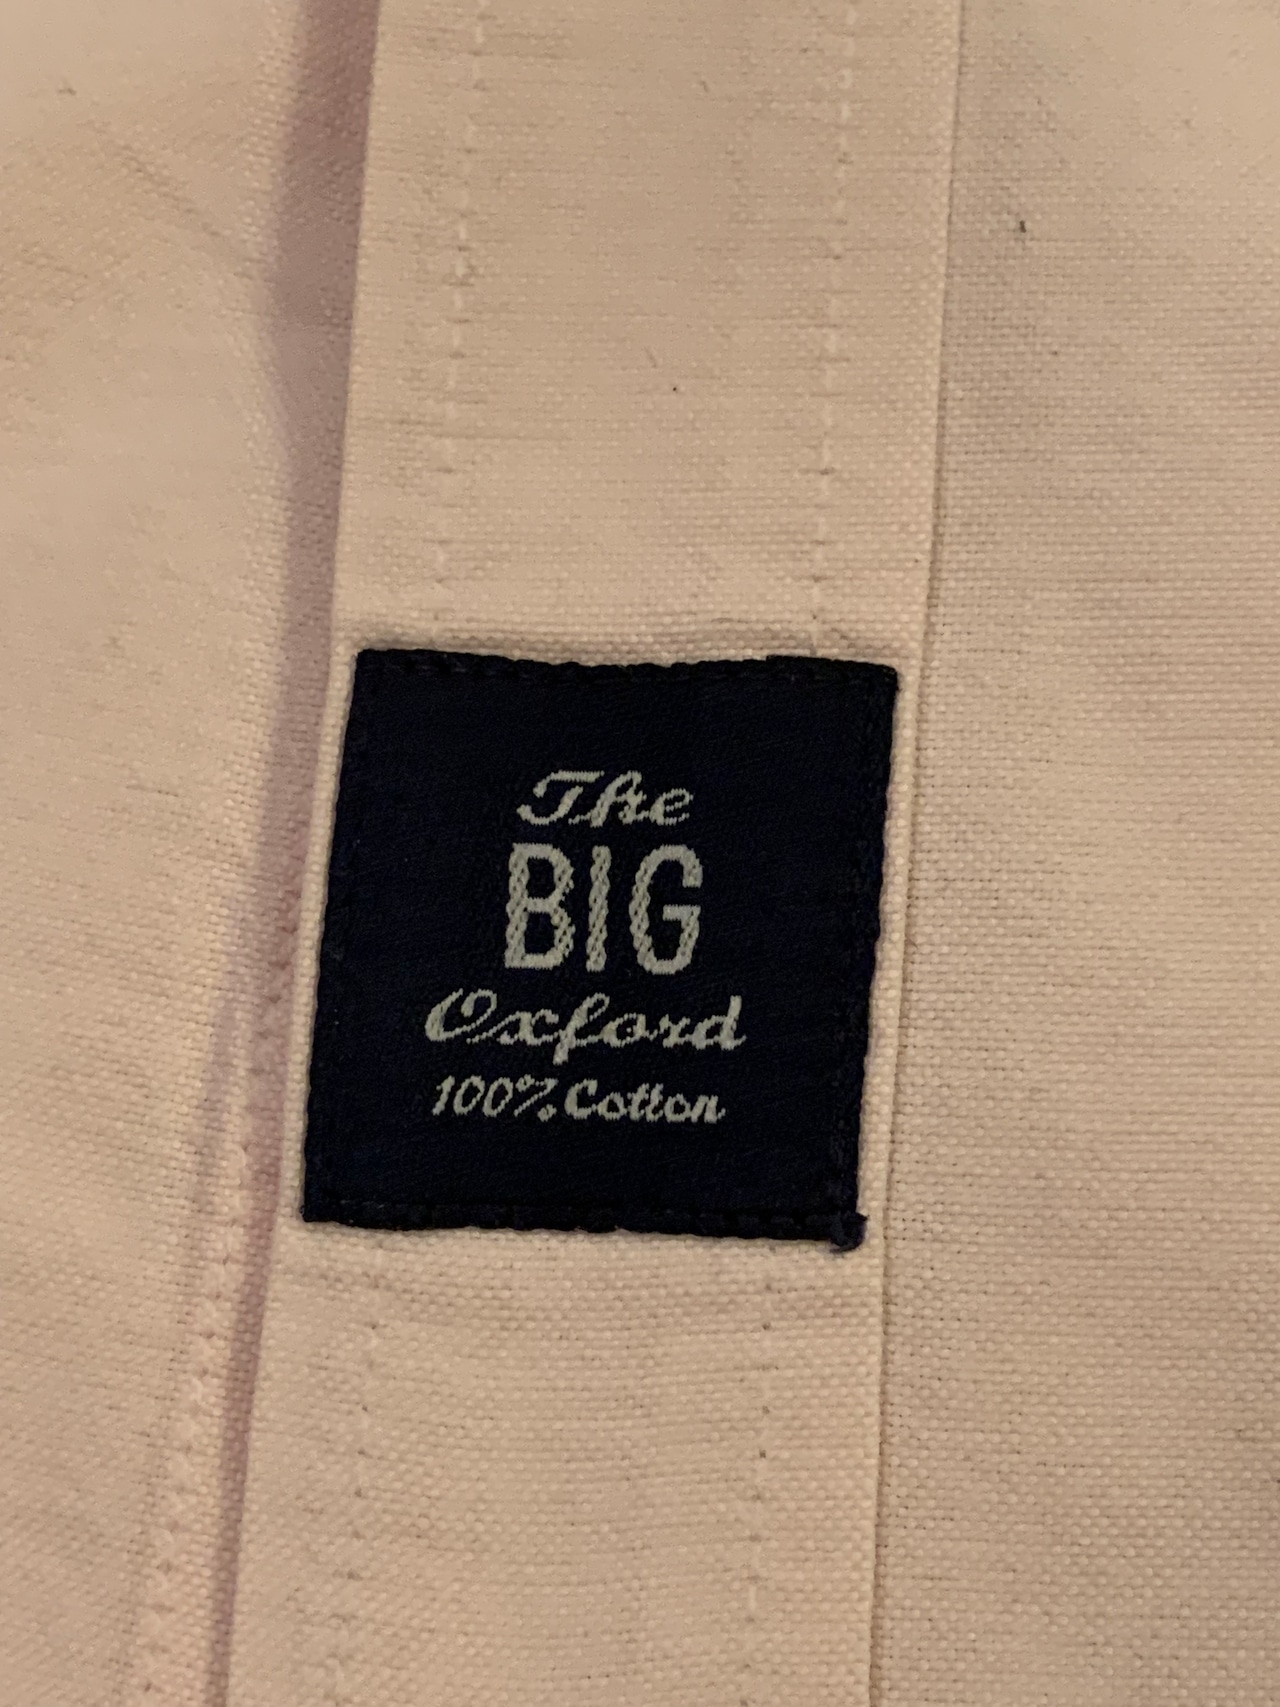 The
BIG
Oxford
100% Cotton